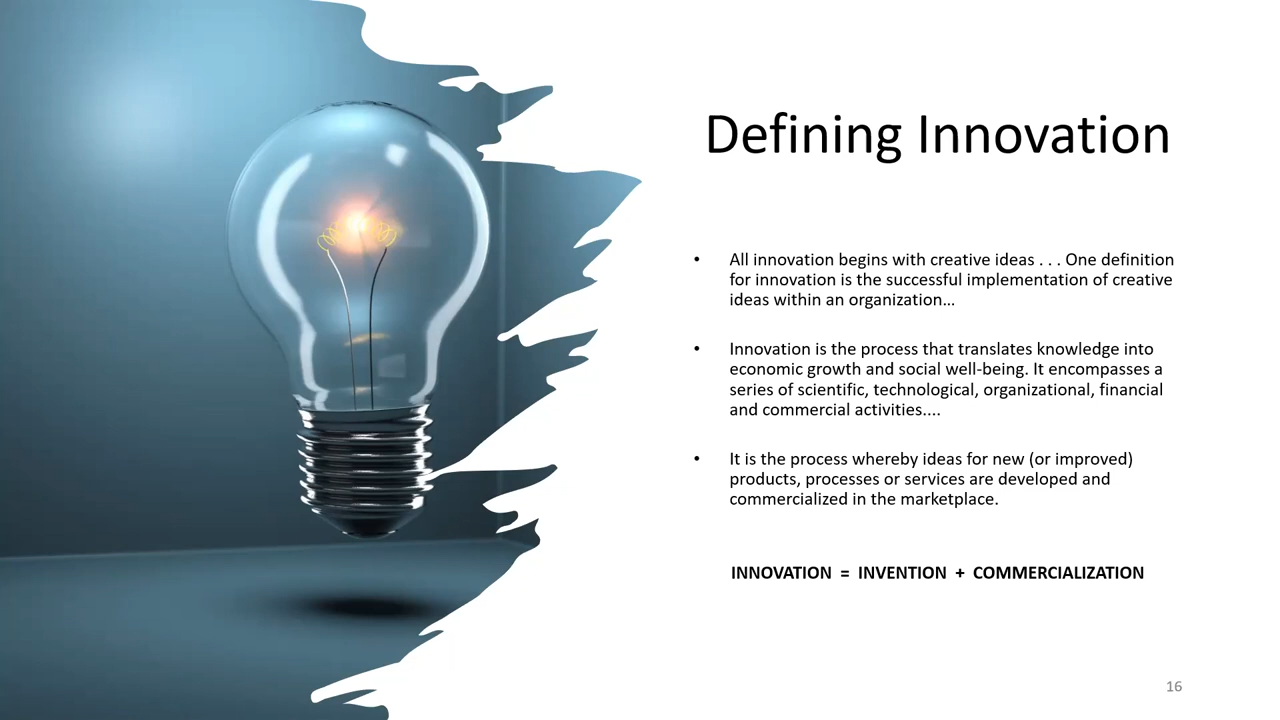 Defining Innovation
• All innovation begins with creative ideas . . . One definition
for innovation is the successful implementation of creative
ideas within an organization…
• Innovation is the process that translates knowledge into
economic growth and social well-being. It encompasses a
series of scientific, technological, organizational, financial
and commercial activities....
• It is the process whereby ideas for new (or improved)
products, processes or services are developed and
commercialized in the marketplace.
INNOVATION = INVENTION + COMMERCIALIZATION
16